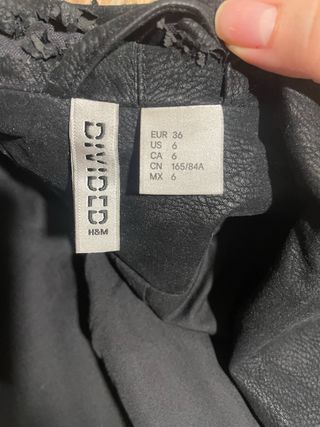 DIVIDED
H&M
EUR 36
US 6
CA 6
CN 165/84A
MX 6